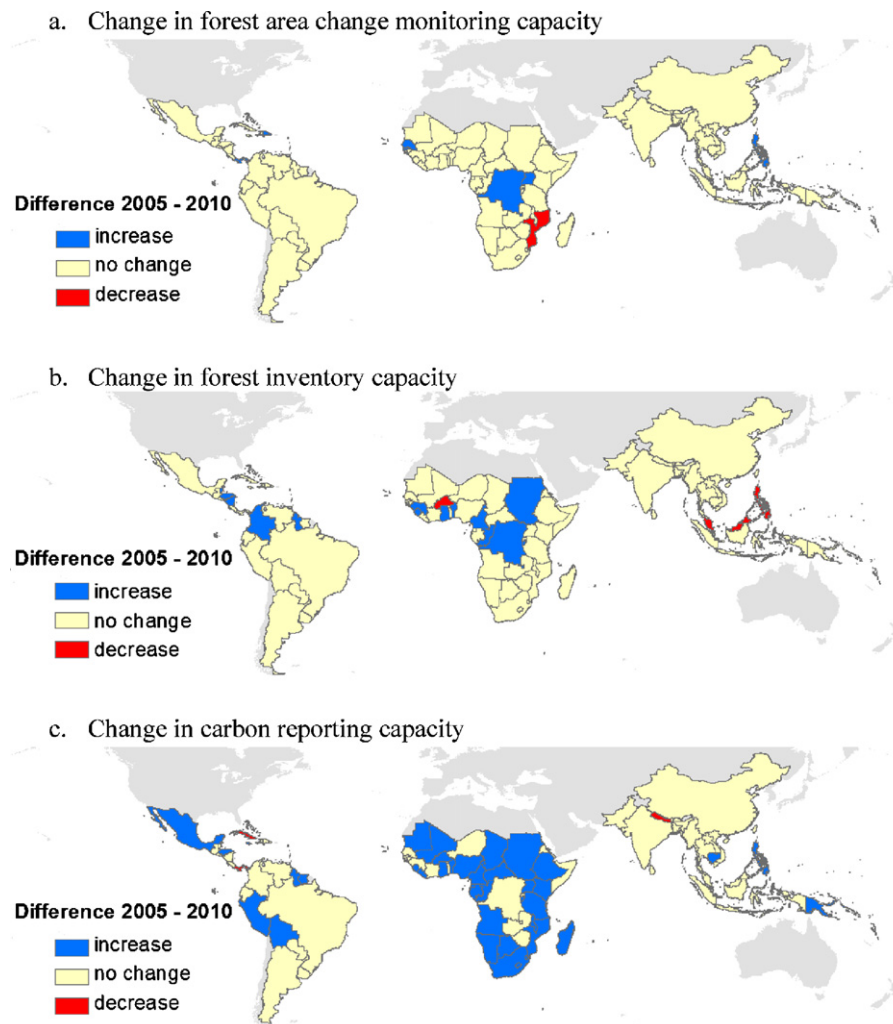 a. Change in forest area change monitoring capacity
Difference 2005 - 2010
increase
no change
decrease
b. Change in forest inventory capacity
Difference 2005 - 2010
increase
no change
decrease
c. Change in carbon reporting capacity
Difference 2005 - 2010
increase
no change
decrease